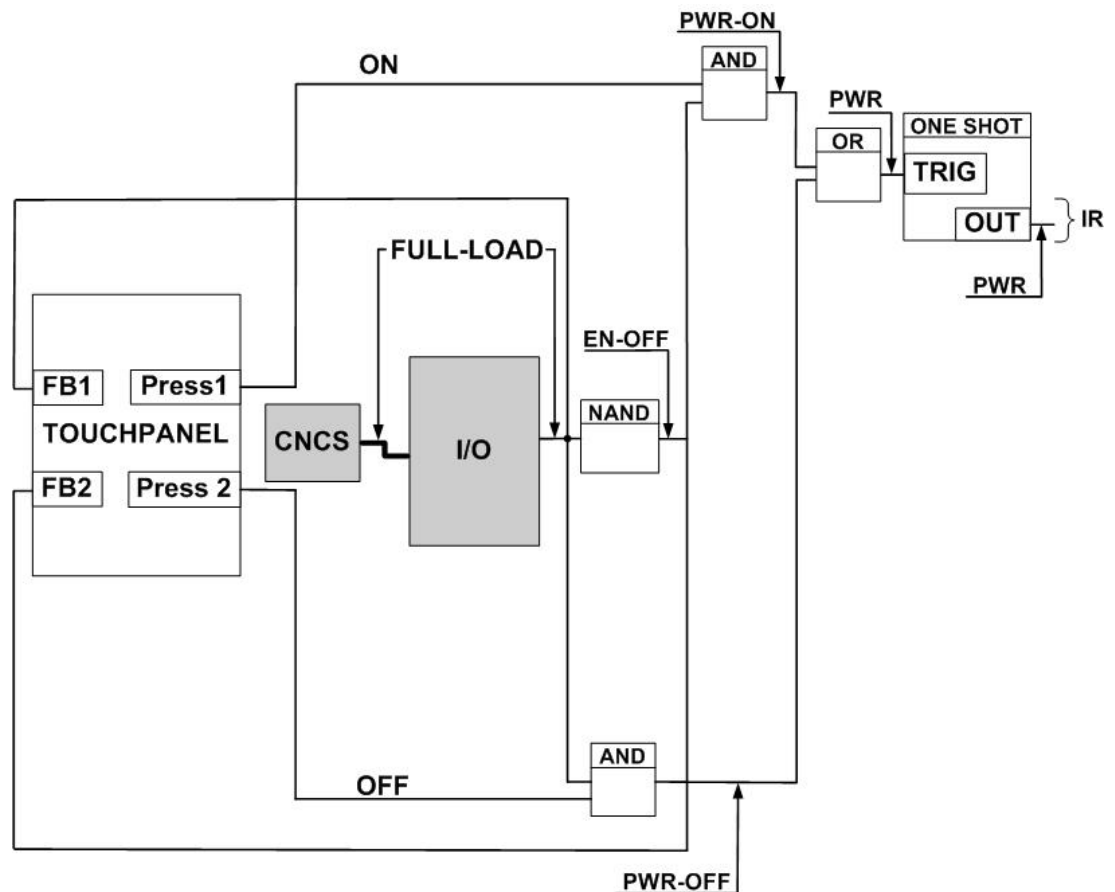 PWR-ON
ON
AND
PWR
OR
ONE SHOT
TRIG
OUT
IR
PWR
FULL-LOAD
EN-OFF
FB1
Press1
TOUCHPANEL
CNCS
I/O
NAND
FB2
Press 2
AND
OFF
PWR-OFF